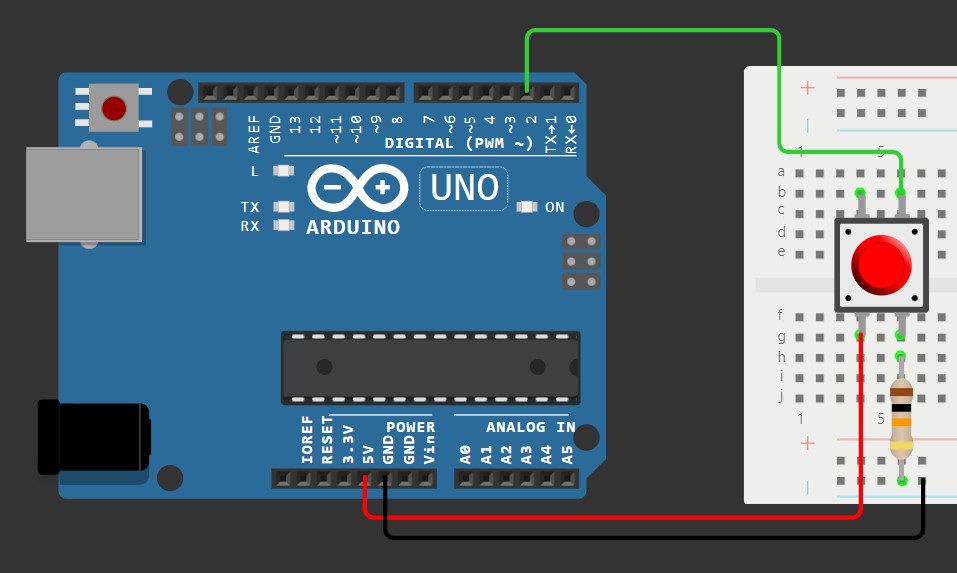 AREF GND 13 12 ~11 ~10 ~9 8 7 ~6 ~5 4 ~3 2 TX→1 RX←0
DIGITAL (PWM ~)
L
TX
RX
UNO
ON
ARDUINO
+
|
1 5
a
b
c
d
e
f
g
h
i
j
1 5
+
|
POWER
ANALOG IN
IOREF RESET 3.3V 5V GND GND Vin A0 A1 A2 A3 A4 A5